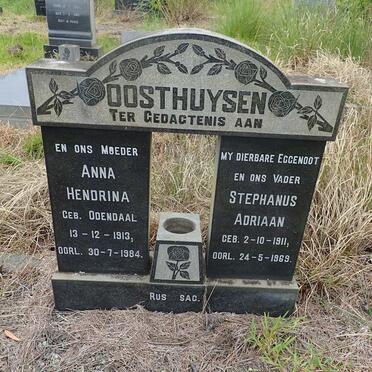 OOSTHUYSEN
TER GEDAGTENIS AAN
EN ONS MOEDER
ANNA
HENDRINA
GEB. ODENDAAL
13-12-1913,
OORL. 30-7-1984.
MY DIERBARE EGGENOOT
EN ONS VADER
STEPHANUS
ADRIAAN
GEB. 2-10-1911,
OORL. 24-5-1969.
RUS SAG.